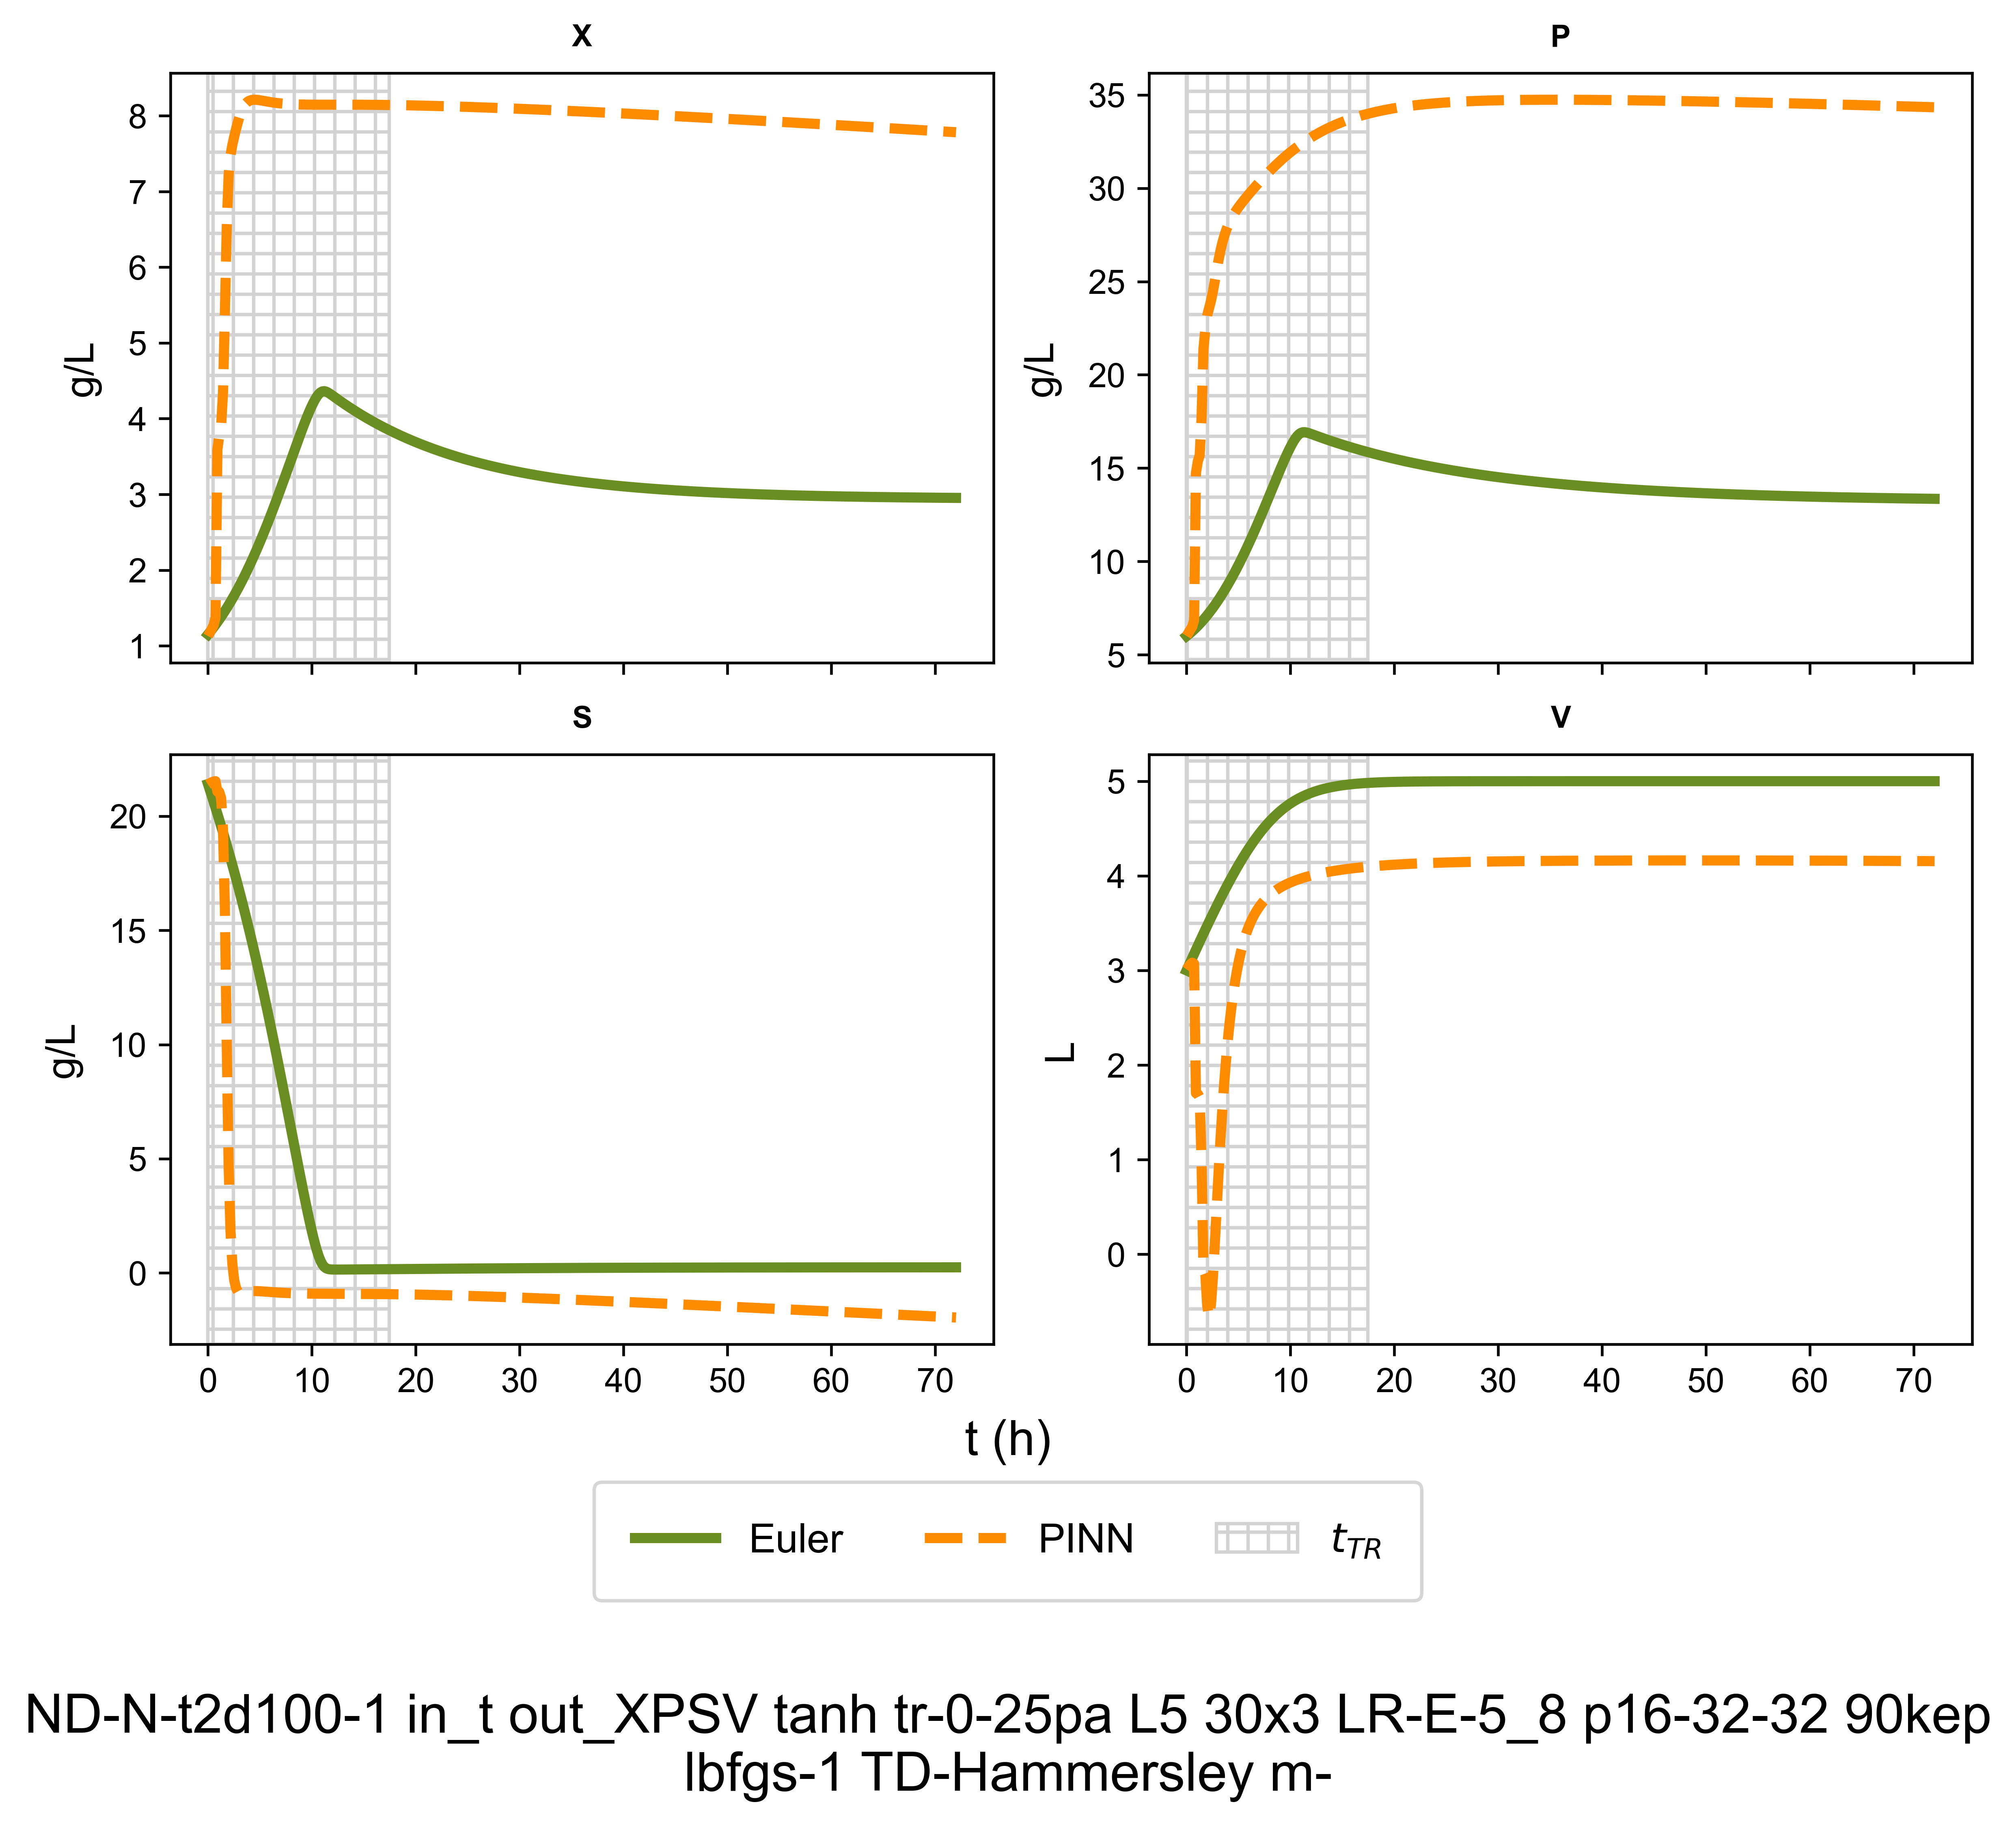 X
P
g/L
8
7
6
5
4
3
2
1
g/L
35
30
25
20
15
10
5
S
V
g/L
20
15
10
5
0
L
5
4
3
2
1
0
0 10 20 30 40 50 60 70
0 10 20 30 40 50 60 70
t (h)
Euler PINN t_TR
ND-N-t2d100-1 in_t out_XPSV tanh tr-0-25pa L5 30x3 LR-E-5_8 p16-32-32 90kep
lbfgs-1 TD-Hammersley m-